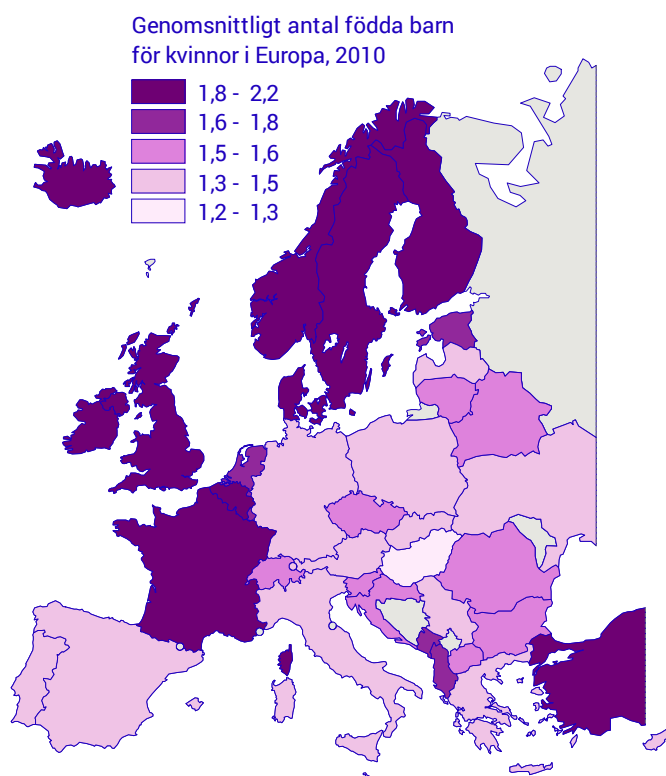 Genomsnittligt antal födda barn
för kvinnor i Europa, 2010
1,8 - 2,2
1,6 - 1,8
1,5 - 1,6
1,3 - 1,5
1,2 - 1,3